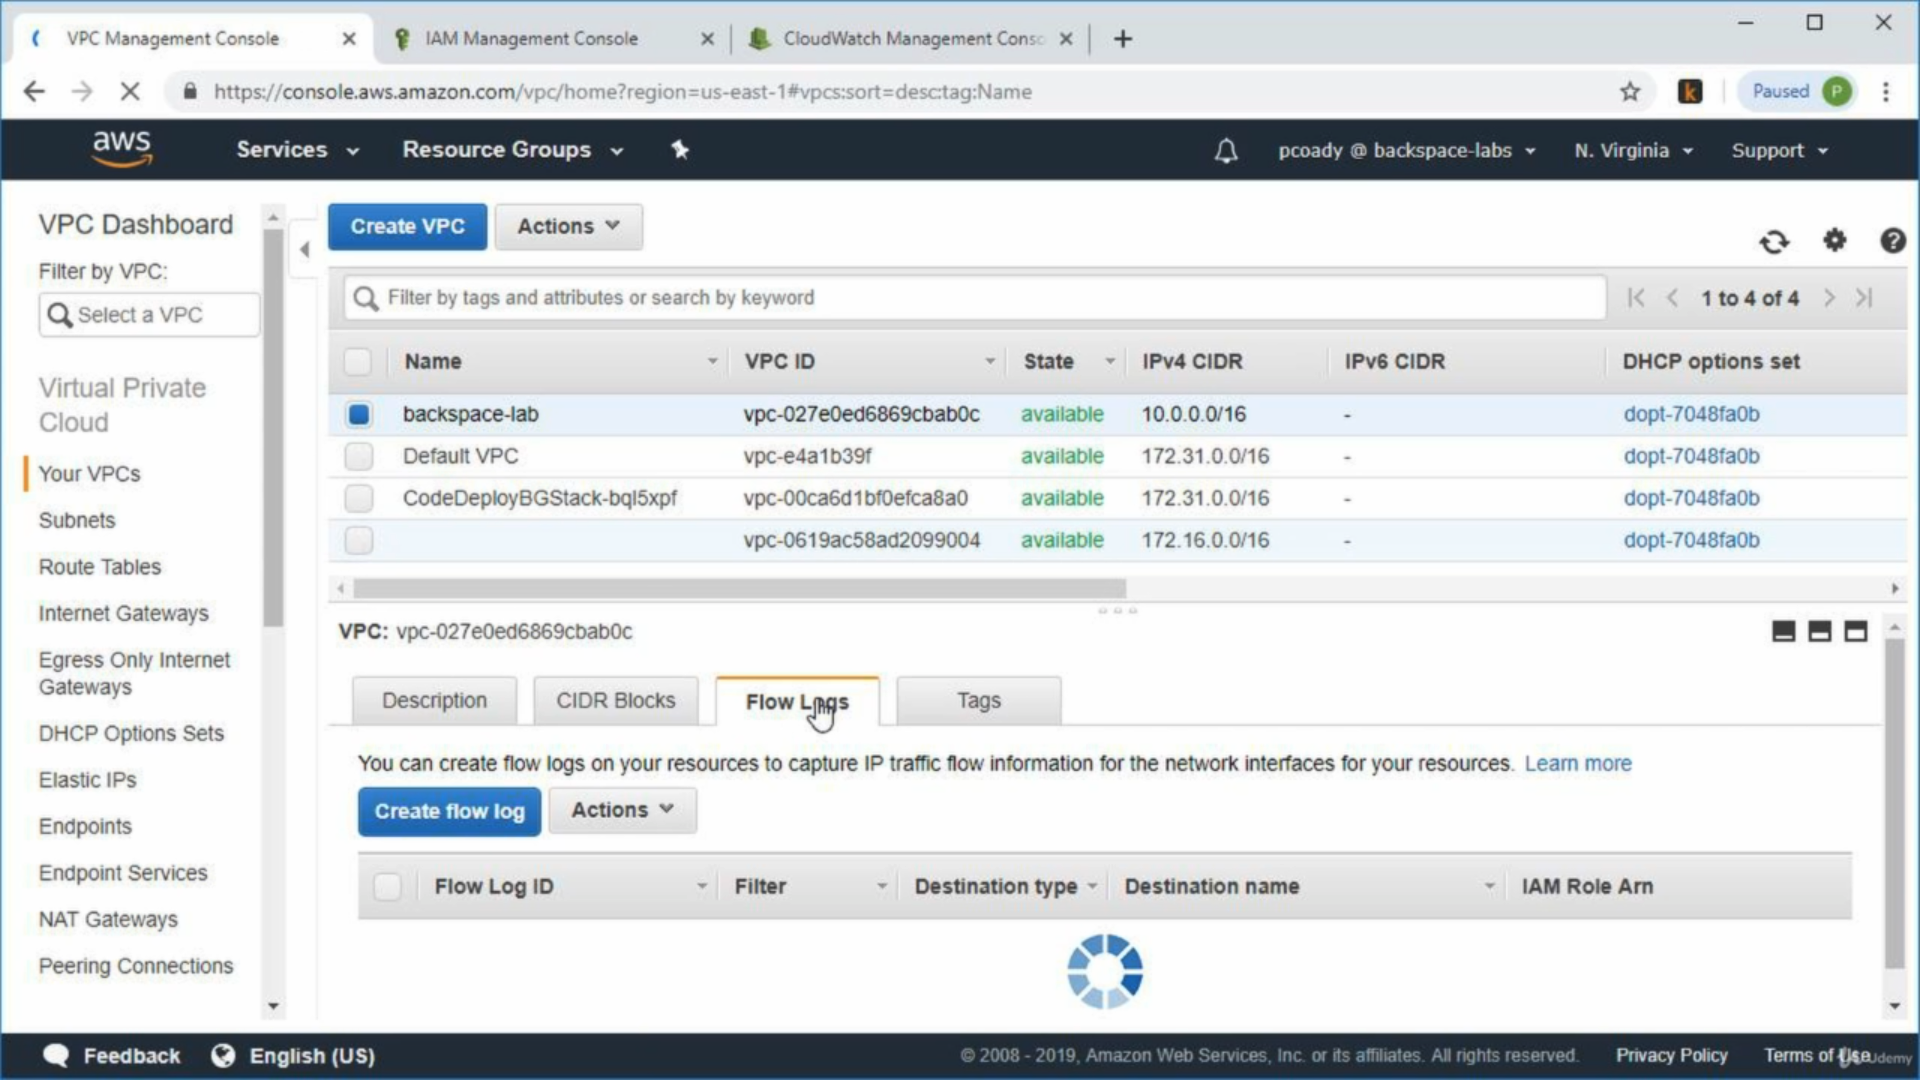 VPC Management Console
IAM Management Console
CloudWatch Management Conso
https://console.aws.amazon.com/vpc/home?region=us-east-1#vpcs:sort=desc:tag:Name
k
Paused P
aws
Services
Resource Groups
pcoady @ backspace-labs
N. Virginia
Support
VPC Dashboard
Filter by VPC:
Select a VPC
Virtual Private
Cloud
Your VPCs
Subnets
Route Tables
Internet Gateways
Egress Only Internet
Gateways
DHCP Options Sets
Elastic IPs
Endpoints
Endpoint Services
NAT Gateways
Peering Connections
Create VPC Actions
Filter by tags and attributes or search by keyword
1 to 4 of 4
Name VPC ID State IPv4 CIDR IPv6 CIDR DHCP options set
backspace-lab vpc-027e0ed6869cbab0c available 10.0.0.0/16 - dopt-7048fa0b
Default VPC vpc-e4a1b39f available 172.31.0.0/16 - dopt-7048fa0b
CodeDeployBGStack-bql5xpf vpc-00ca6d1bf0efca8a0 available 172.31.0.0/16 - dopt-7048fa0b
vpc-0619ac58ad2099004 available 172.16.0.0/16 - dopt-7048fa0b
VPC: vpc-027e0ed6869cbab0c
Description CIDR Blocks Flow Logs Tags
You can create flow logs on your resources to capture IP traffic flow information for the network interfaces for your resources. Learn more
Create flow log Actions
Flow Log ID Filter Destination type Destination name IAM Role Arn
Feedback English (US)
© 2008 - 2019, Amazon Web Services, Inc. or its affiliates. All rights reserved. Privacy Policy Terms of Use
Udemy